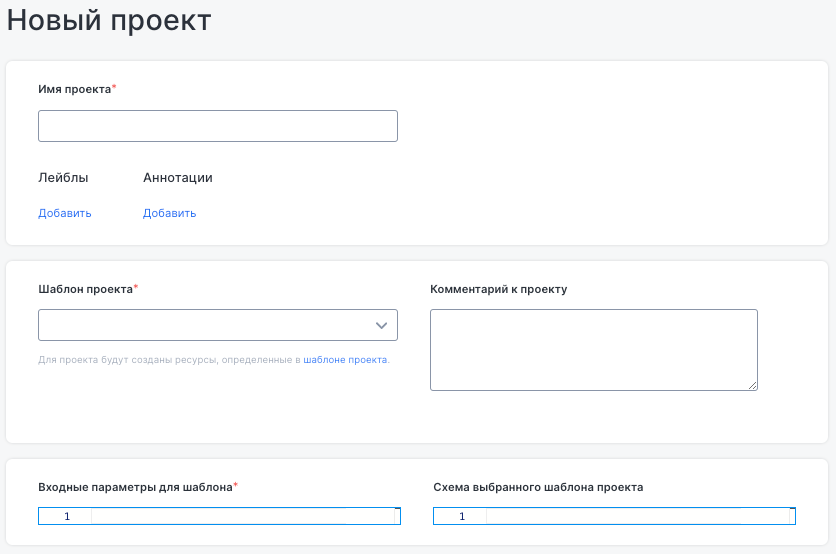 Новый проект
Имя проекта*
Лейблы Аннотации
Добавить Добавить
Шаблон проекта* Комментарий к проекту
Для проекта будут созданы ресурсы, определенные в шаблоне проекта.
Входные параметры для шаблона* Схема выбранного шаблона проекта
1 1